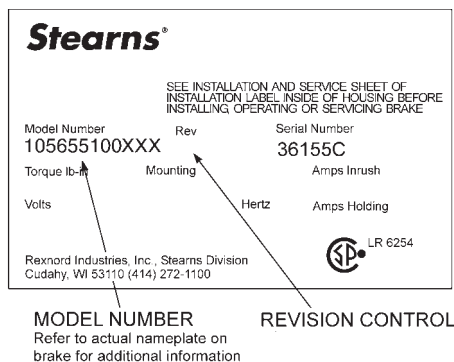 Stearns®
SEE INSTALLATION AND SERVICE SHEET OF
INSTALLATION LABEL INSIDE OF HOUSING BEFORE
INSTALLING, OPERATING OR SERVICING BRAKE
Model Number Rev Serial Number
105655100XXX 36155C
Torque lb-in Mounting Amps Inrush
Volts Hertz Amps Holding
SP LR 6254
Rexnord Industries, Inc., Stearns Division
Cudahy, WI 53110 (414) 272-1100
MODEL NUMBER REVISION CONTROL
Refer to actual nameplate on
brake for additional information